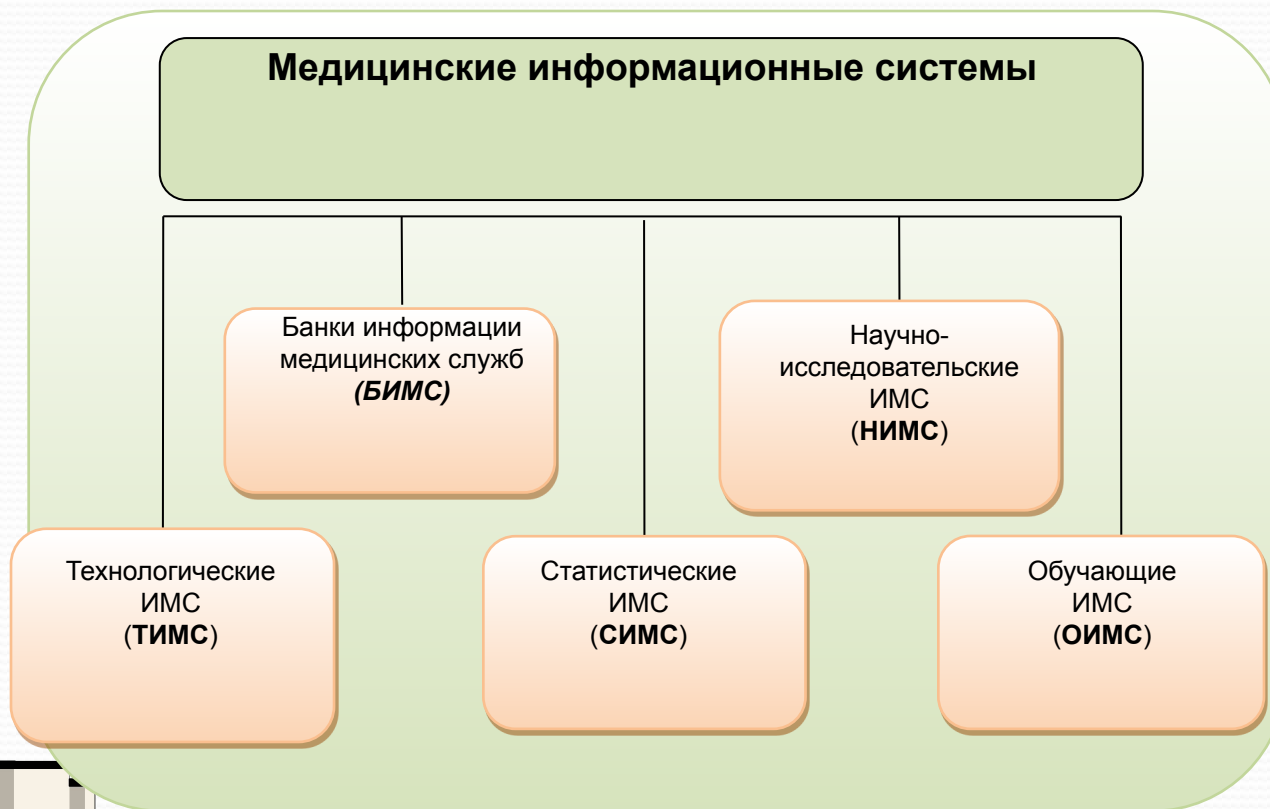 Медицинские информационные системы
Банки информации
медицинских служб
(БИМС)
Научно-
исследовательские
ИМС
(НИМС)
Технологические
ИМС
(ТИМС)
Статистические
ИМС
(СИМС)
Обучающие
ИМС
(ОИМС)